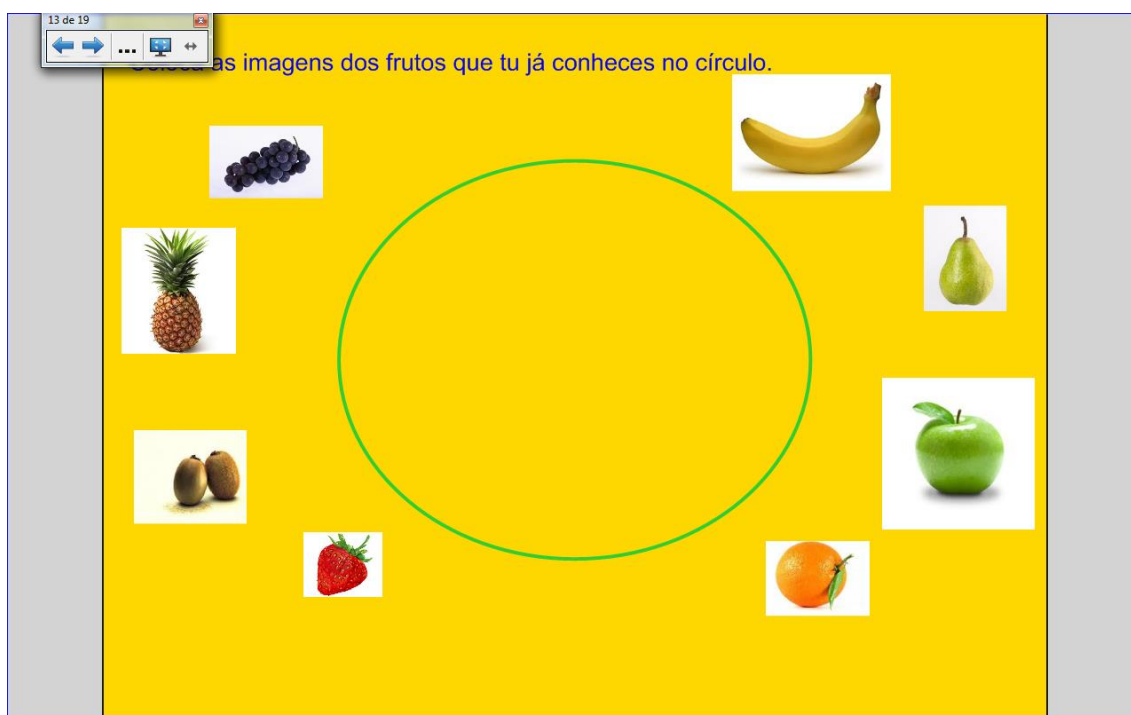 13 de 19
as imagens dos frutos que tu já conheces no círculo.